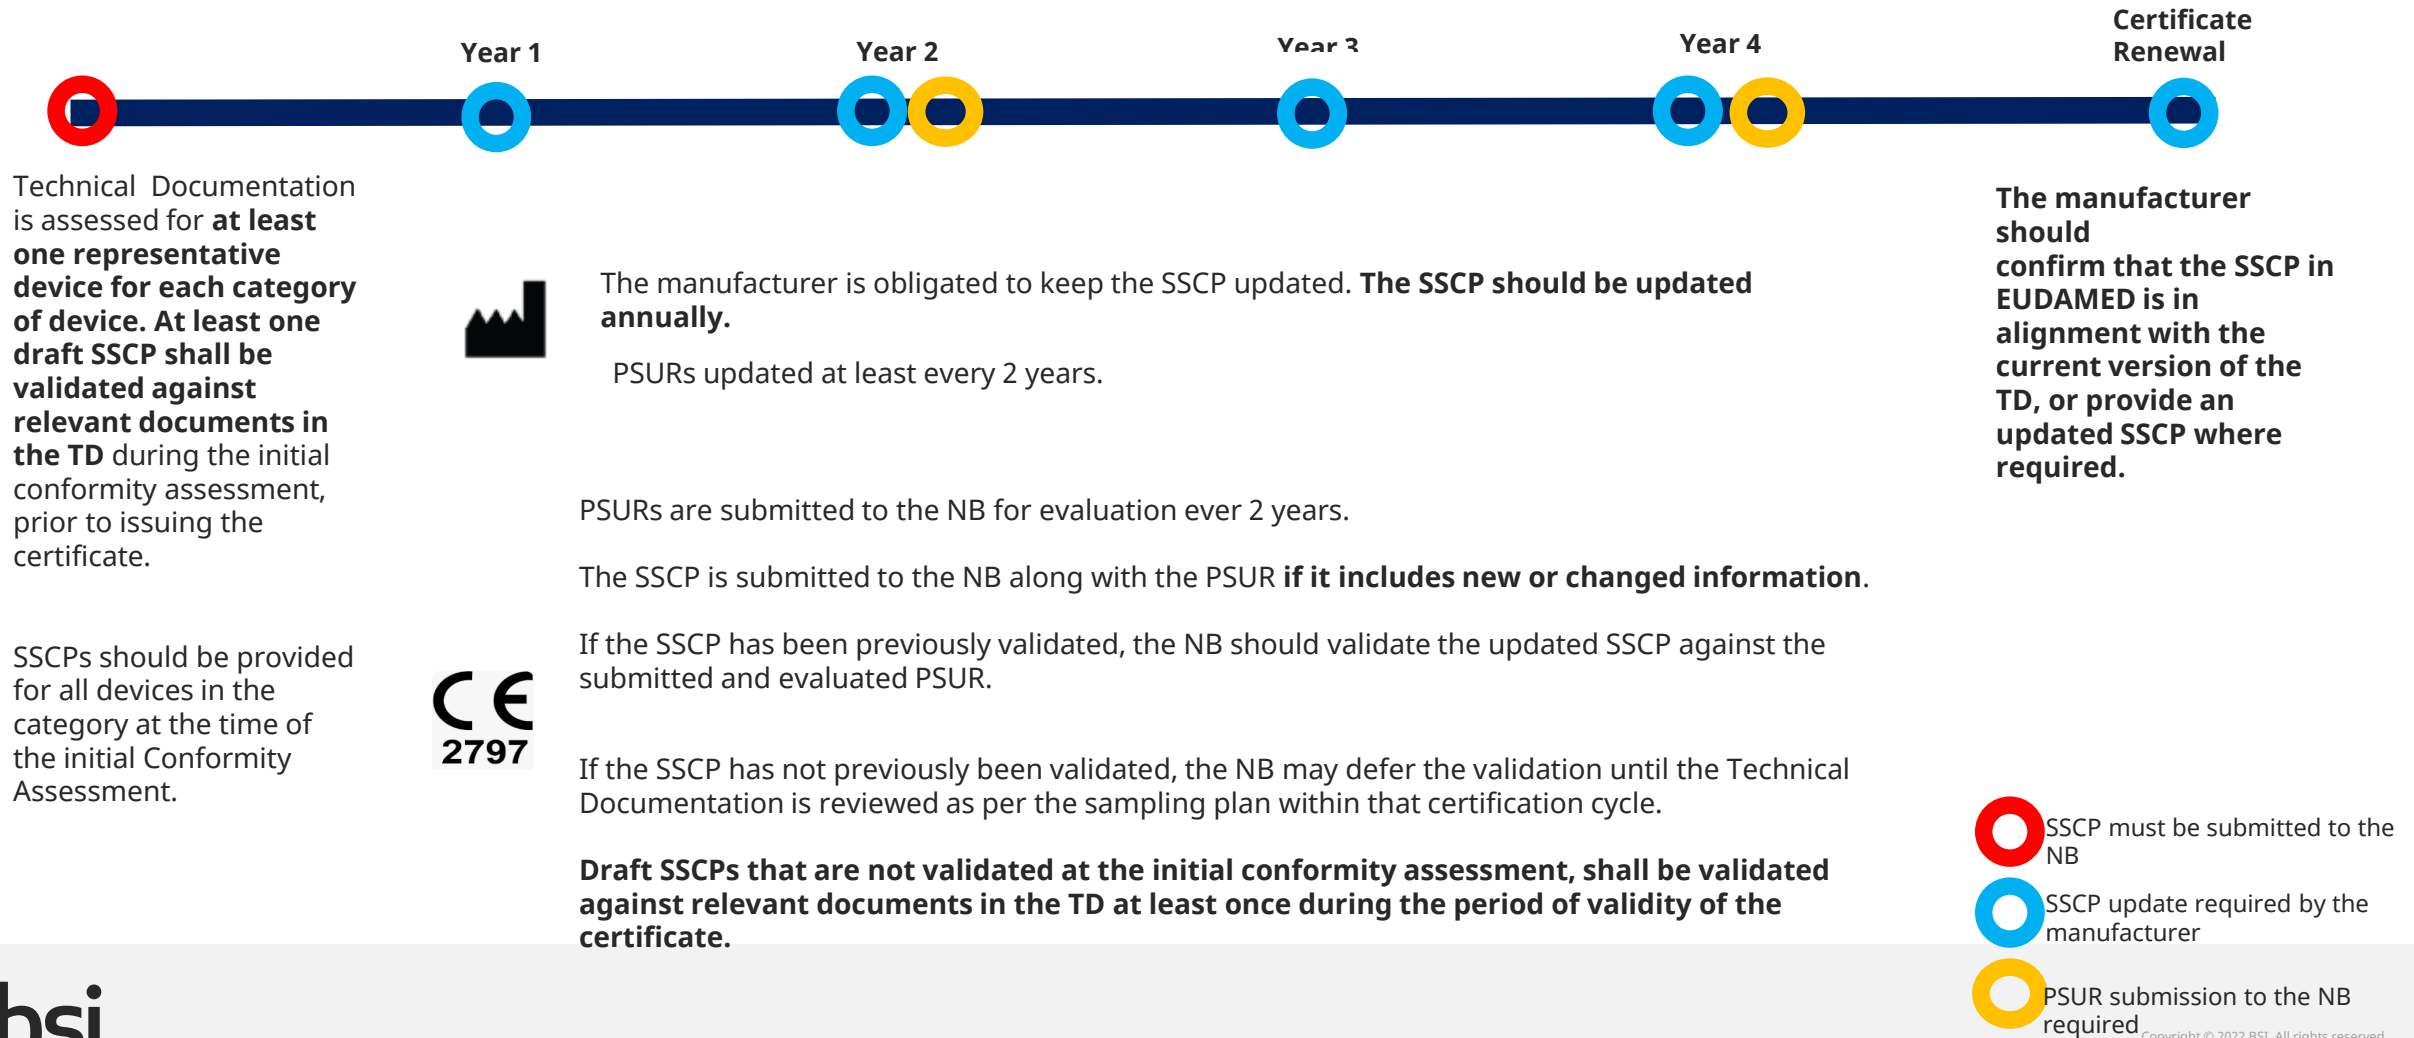 Certificate
Renewal
Year 1
Year 2
Year 3
Year 4
Technical Documentation
is assessed for at least
one representative
device for each category
of device. At least one
draft SSCP shall be
validated against
relevant documents in
the TD during the initial
conformity assessment,
prior to issuing the
certificate.
SSCPs should be provided
for all devices in the
category at the time of
the initial Conformity
Assessment.
The manufacturer is obligated to keep the SSCP updated. The SSCP should be updated
annually.
PSURs updated at least every 2 years.
PSURs are submitted to the NB for evaluation ever 2 years.
The SSCP is submitted to the NB along with the PSUR if it includes new or changed information.
If the SSCP has been previously validated, the NB should validate the updated SSCP against the
submitted and evaluated PSUR.
CE
2797
If the SSCP has not previously been validated, the NB may defer the validation until the Technical
Documentation is reviewed as per the sampling plan within that certification cycle.
Draft SSCPs that are not validated at the initial conformity assessment, shall be validated
against relevant documents in the TD at least once during the period of validity of the
certificate.
The manufacturer
should
confirm that the SSCP in
EUDAMED is in
alignment with the
current version of the
TD, or provide an
updated SSCP where
required.
SSCP must be submitted to the
NB
SSCP update required by the
manufacturer
PSUR submission to the NB
required
Copyright © 2022 BSI. All rights reserved
bsi